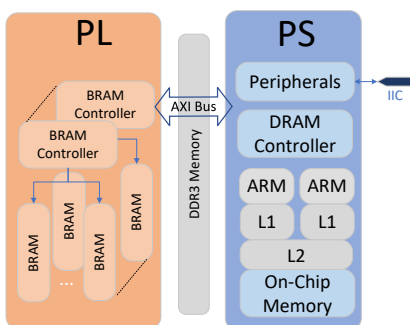 PL
BRAM
Controller
BRAM
Controller
BRAM
BRAM
BRAM
BRAM
...
AXI Bus
DDR3 Memory
PS
Peripherals
IIC
DRAM
Controller
ARM
ARM
L1
L1
L2
On-Chip
Memory